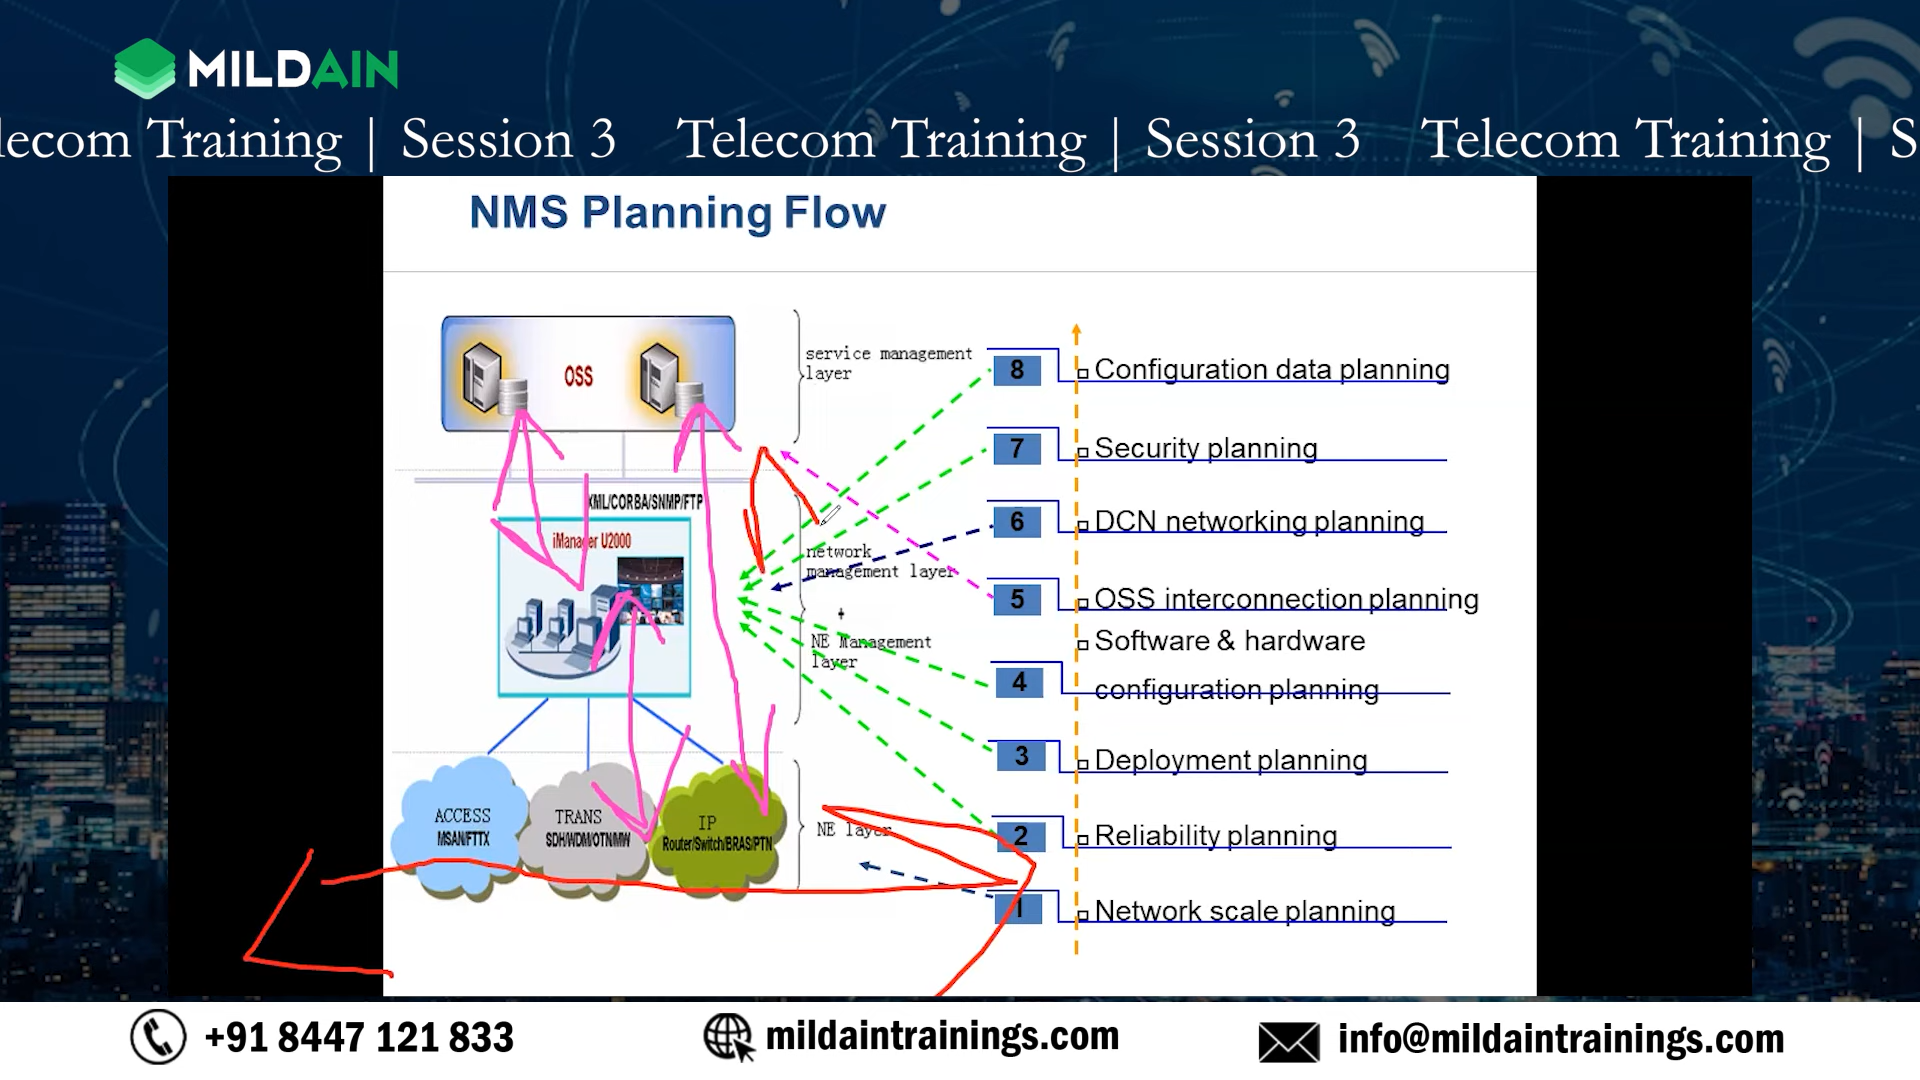 MILDAIN
lecom Training | Session 3 Telecom Training | Session 3 Telecom Training | S
NMS Planning Flow
OSS
service management
layer
XML/CORBA/SNMP/FTP
iManager U2000
network
management layer
+
NE Management
layer
ACCESS
MSAN/FTTX
TRANS
SDH/WDM/OTN/MW
IP
Router/Switch/BRAS/PTN
NE layer
8 Configuration data planning
7 Security planning
6 DCN networking planning
5 OSS interconnection planning
Software & hardware
4 configuration planning
3 Deployment planning
2 Reliability planning
1 Network scale planning
+91 8447 121 833 mildaintrainings.com info@mildaintrainings.com